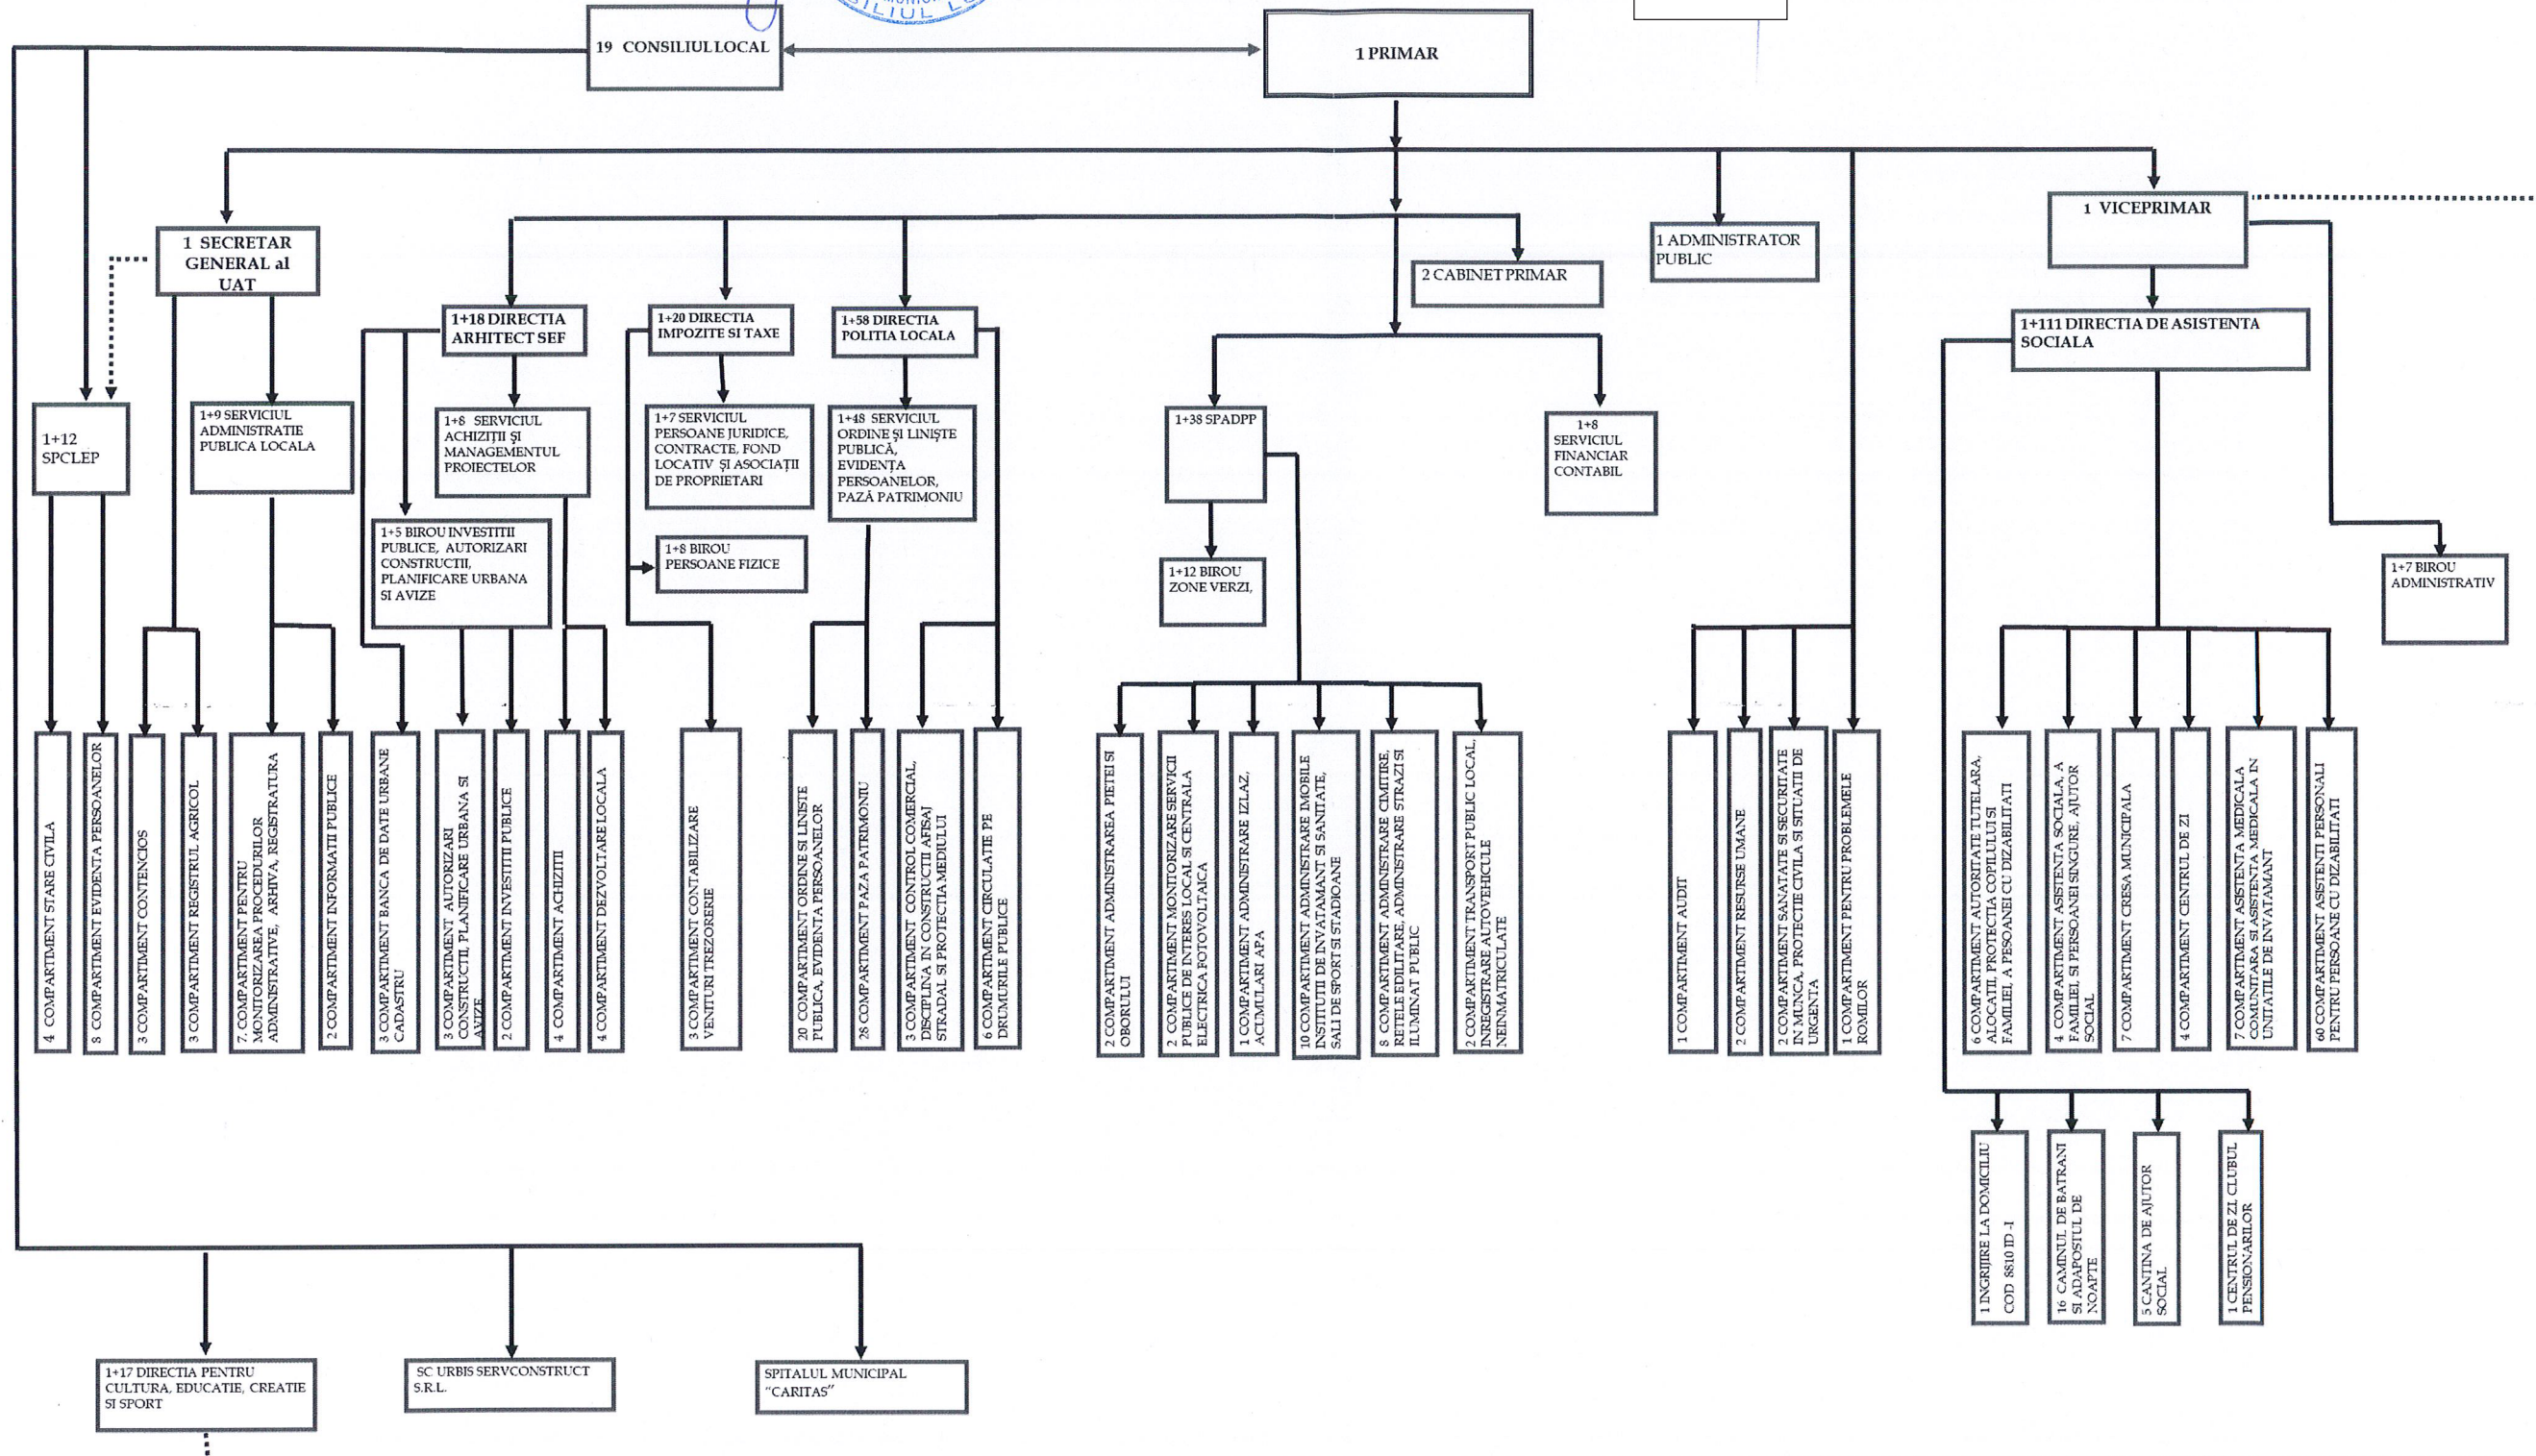 MUNICI
SILIUL LO
19 CONSILIUL LOCAL
1 PRIMAR
1 SECRETAR
GENERAL al
UAT
1 ADMINISTRATOR
PUBLIC
1 VICEPRIMAR
2 CABINET PRIMAR
1+18 DIRECTIA
ARHITECT SEF
1+20 DIRECTIA
IMPOZITE SI TAXE
1+58 DIRECTIA
POLITIA LOCALA
1+111 DIRECTIA DE ASISTENTA
SOCIALA
1+12
SPCLEP
1+9 SERVICIUL
ADMINISTRATIE
PUBLICA LOCALA
1+8 SERVICIUL
ACHIZIŢII ŞI
MANAGEMENTUL
PROIECTELOR
1+7 SERVICIUL
PERSOANE JURIDICE,
CONTRACTE, FOND
LOCATIV ŞI ASOCIAŢII
DE PROPRIETARI
1+48 SERVICIUL
ORDINE ŞI LINIŞTE
PUBLICĂ,
EVIDENŢA
PERSOANELOR,
PAZĂ PATRIMONIU
1+38 SPADPP
1+8
SERVICIUL
FINANCIAR
CONTABIL
1+5 BIROU INVESTITII
PUBLICE, AUTORIZARI
CONSTRUCTII,
PLANIFICARE URBANA
SI AVIZE
1+8 BIROU
PERSOANE FIZICE
1+12 BIROU
ZONE VERZI,
1+7 BIROU
ADMINISTRATIV
4 COMPARTIMENT STARE CIVILA
8 COMPARTIMENT EVIDENTA PERSOANELOR
3 COMPARTIMENT CONTENCIOS
3 COMPARTIMENT REGISTRUL AGRICOL
7. COMPARTIMENT PENTRU
MONITORIZAREA PROCEDURILOR
ADMINISTRATIVE, ARHIVA, REGISTRATURA
2 COMPARTIMENT INFORMATII PUBLICE
3 COMPARTIMENT BANCA DE DATE URBANE
CADASTRU
3 COMPARTIMENT AUTORIZARI
CONSTRUCTII, PLANIFICARE URBANA SI
AVIZE
2 COMPARTIMENT INVESTITII PUBLICE
4 COMPARTIMENT ACHIZITII
4 COMPARTIMENT DEZVOLTARE LOCALA
3 COMPARTIMENT CONTABILIZARE
VENITURI TREZORERIE
20 COMPARTIMENT ORDINE SI LINISTE
PUBLICA, EVIDENTA PERSOANELOR
28 COMPARTIMENT PAZA PATRIMONIU
3 COMPARTIMENT CONTROL COMERCIAL,
DISCIPLINA IN CONSTRUCTII AFISAJ
STRADAL SI PROTECTIA MEDIULUI
6 COMPARTIMENT CIRCULATIE PE
DRUMURILE PUBLICE
2 COMPARTIMENT ADMINISTRAREA PIETEI SI
OBORULUI
2 COMPARTIMENT MONITORIZARE SERVICII
PUBLICE DE INTERES LOCAL SI CENTRALA
ELECTRICA FOTOVOLTAICA
1 COMPARTIMENT ADMINISTRARE IZLAZ,
ACUMULARI APA
10 COMPARTIMENT ADMINISTRARE IMOBILE
INSTITUTII DE INVATAMANT SI SANITATE,
SALI DE SPORT SI STADIOANE
8 COMPARTIMENT ADMINISTRARE CIMITIRE,
RETELE EDILITARE, ADMINISTRARE STRAZI SI
ILUMINAT PUBLIC
2 COMPARTIMENT TRANSPORT PUBLIC LOCAL,
INREGISTRARE AUTOVEHICULE
NEINMATRICULATE
1 COMPARTIMENT AUDIT
2 COMPARTIMENT RESURSE UMANE
2 COMPARTIMENT SANATATE SI SECURITATE
IN MUNCA, PROTECTIE CIVILA SI SITUATII DE
URGENTA
1 COMPARTIMENT PENTRU PROBLEMELE
ROMILOR
6 COMPARTIMENT AUTORITATE TUTELARA,
ALOCATII, PROTECTIA COPILULUI SI
FAMILIEI, A PESOANEI CU DIZABILITATI
4 COMPARTIMENT ASISTENTA SOCIALA, A
FAMILIEI, SI PERSOANEI SINGURE, AJUTOR
SOCIAL
7 COMPARTIMENT CRESA MUNICIPALA
4 COMPARTIMENT CENTRUL DE ZI
7 COMPARTIMENT ASISTENTA MEDICALA
COMUNITARA SI ASISTENTA MEDICALA IN
UNITATILE DE INVATAMANT
60 COMPARTIMENT ASISTENTI PERSONALI
PENTRU PERSOANE CU DIZABILITATI
1 INGRIJIRE LA DOMICILIU
COD 8810 ID -I
16 CAMINUL DE BATRANI
SI ADAPOSTUL DE
NOAPTE
5 CANTINA DE AJUTOR
SOCIAL
1 CENTRUL DE ZI CLUBUL
PENSIONARILOR
1+17 DIRECTIA PENTRU
CULTURA, EDUCATIE, CREATIE
SI SPORT
SC URBIS SERVCONSTRUCT
S.R.L.
SPITALUL MUNICIPAL
"CARITAS"